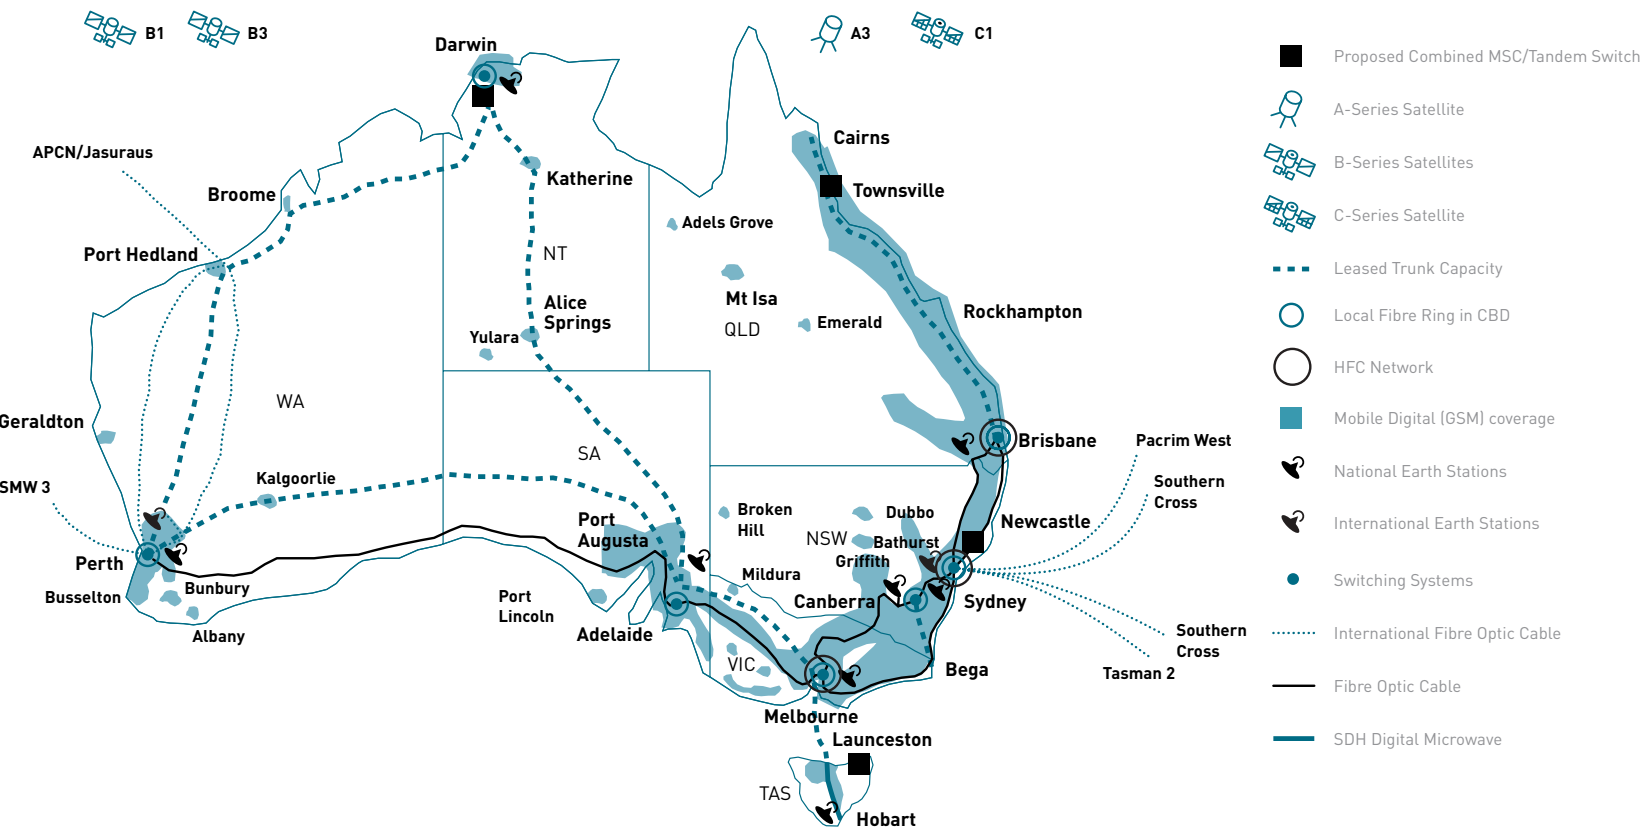 B1
B3
A3
C1
Darwin
Cairns
APCN/Jasuraus
Katherine
Townsville
Broome
Adels Grove
Port Hedland
NT
Mt Isa
Alice
Springs
Rockhampton
Emerald
QLD
Yulara
WA
Geraldton
Brisbane
Pacrim West
SA
Kalgoorlie
Southern
Cross
SMW 3
Broken
Hill
Dubbo
Newcastle
Port
Augusta
NSW
Bathurst
Griffith
Perth
Mildura
Bunbury
Busselton
Port
Lincoln
Canberra
Sydney
Albany
Adelaide
Southern
Cross
VIC
Bega
Tasman 2
Melbourne
Launceston
TAS
Hobart
Proposed Combined MSC/Tandem Switch
A-Series Satellite
B-Series Satellites
C-Series Satellite
Leased Trunk Capacity
Local Fibre Ring in CBD
HFC Network
Mobile Digital (GSM) coverage
National Earth Stations
International Earth Stations
Switching Systems
International Fibre Optic Cable
Fibre Optic Cable
SDH Digital Microwave